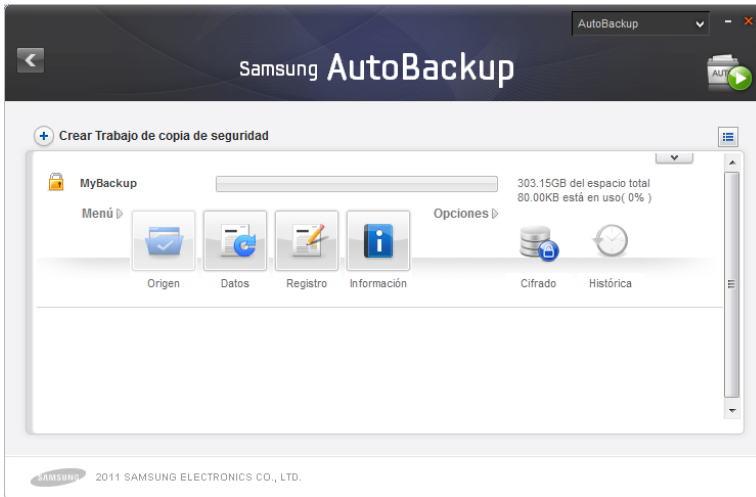 AutoBackup
Samsung AutoBackup
AUTO
Crear Trabajo de copia de seguridad
MyBackup
303.15GB del espacio total
80.00KB está en uso( 0% )
Menú
Opciones
Origen
Datos
Registro
Información
Cifrado
Histórica
SAMSUNG
2011 SAMSUNG ELECTRONICS CO., LTD.